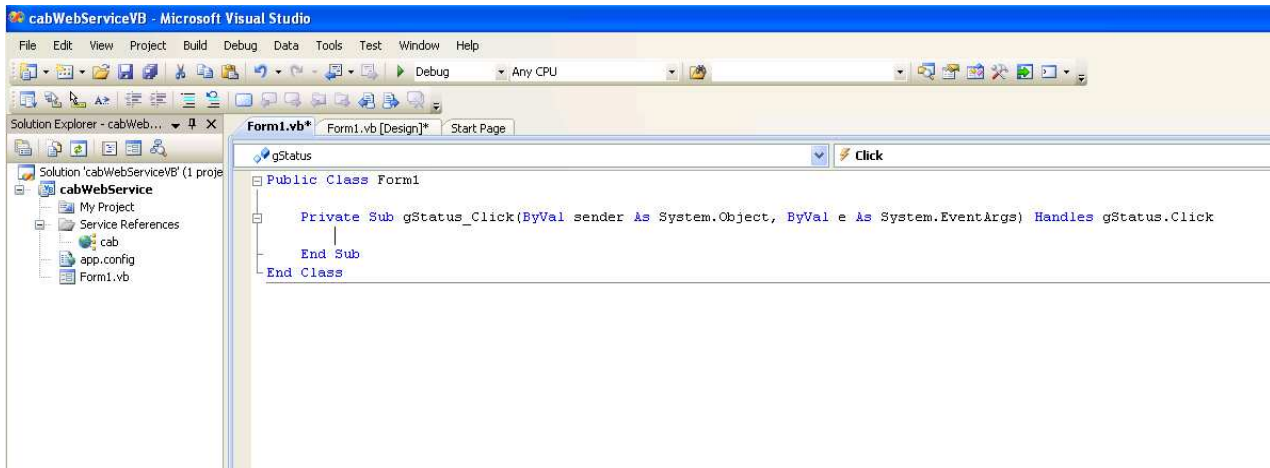 cabWebServiceVB - Microsoft Visual Studio
File Edit View Project Build Debug Data Tools Test Window Help
Debug Any CPU
Solution Explorer - cabWeb...
Form1.vb* Form1.vb [Design]* Start Page
gStatus Click
Solution 'cabWebServiceVB' (1 proje
cabWebService
My Project
Service References
cab
app.config
Form1.vb
Public Class Form1
Private Sub gStatus_Click(ByVal sender As System.Object, ByVal e As System.EventArgs) Handles gStatus.Click
End Sub
End Class